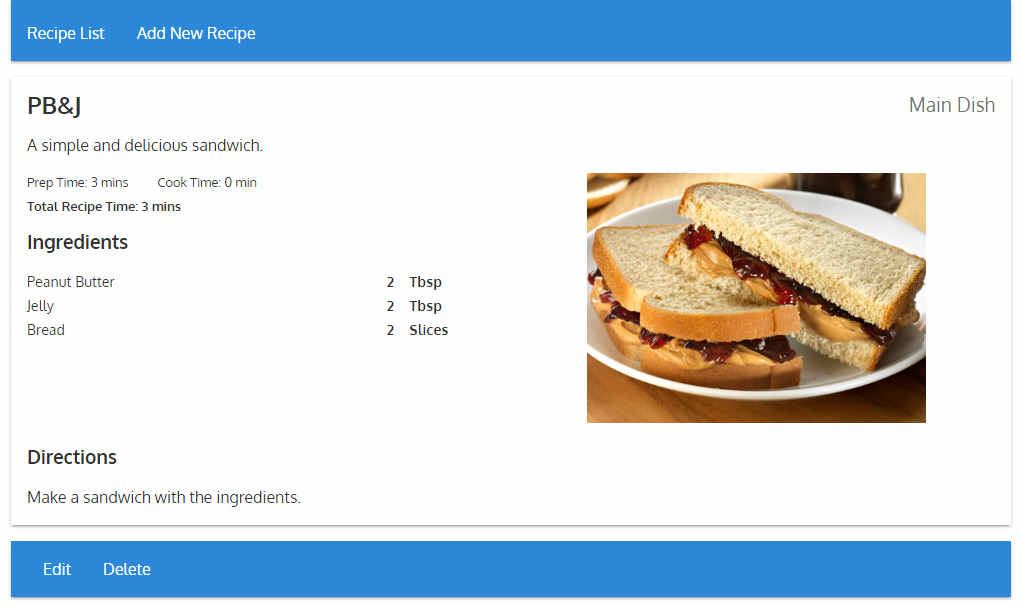 Recipe List Add New Recipe
PB&J Main Dish
A simple and delicious sandwich.
Prep Time: 3 mins Cook Time: 0 min
Total Recipe Time: 3 mins
Ingredients
Peanut Butter 2 Tbsp
Jelly 2 Tbsp
Bread 2 Slices
Directions
Make a sandwich with the ingredients.
Edit Delete